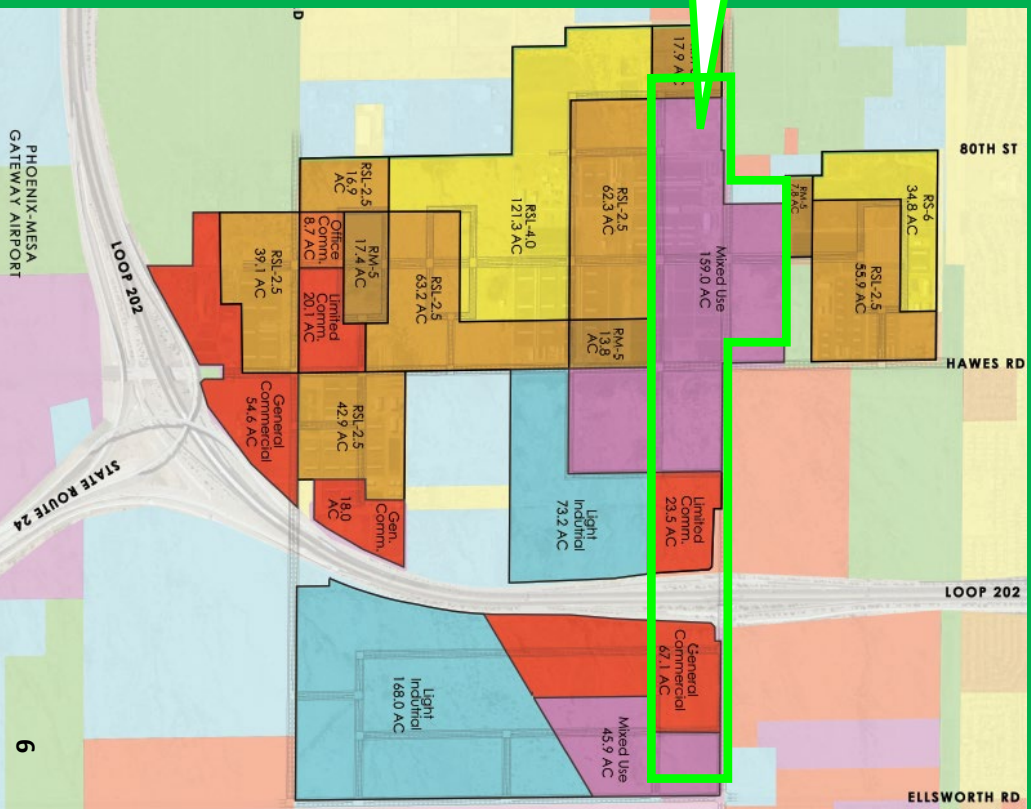 D
80TH ST
HAWES RD
LOOP 202
ELLSWORTH RD
PHOENIX-MESA
GATEWAY AIRPORT
LOOP 202
STATE ROUTE 24
17.9 AC
RS-6
34.8 AC
RM-5
7.8 AC
RSL-2.5
55.9 AC
Mixed Use
159.0 AC
RSL-2.5
62.3 AC
RSL-4.0
121.3 AC
RM-5
13.8
AC
RSL-2.5
16.9
AC
Office
Comm.
8.7 AC
RM-5
17.4 AC
RSL-2.5
63.2 AC
Limited
Comm.
20.1 AC
RSL-2.5
39.1 AC
General
Commercial
54.6 AC
RSL-2.5
42.9 AC
Gen.
Comm.
18.0
AC
Light
Indutrial
73.2 AC
Limited
Comm.
23.5 AC
General
Commercial
67.1 AC
Mixed Use
45.9 AC
Light
Indutrial
168.0 AC
6